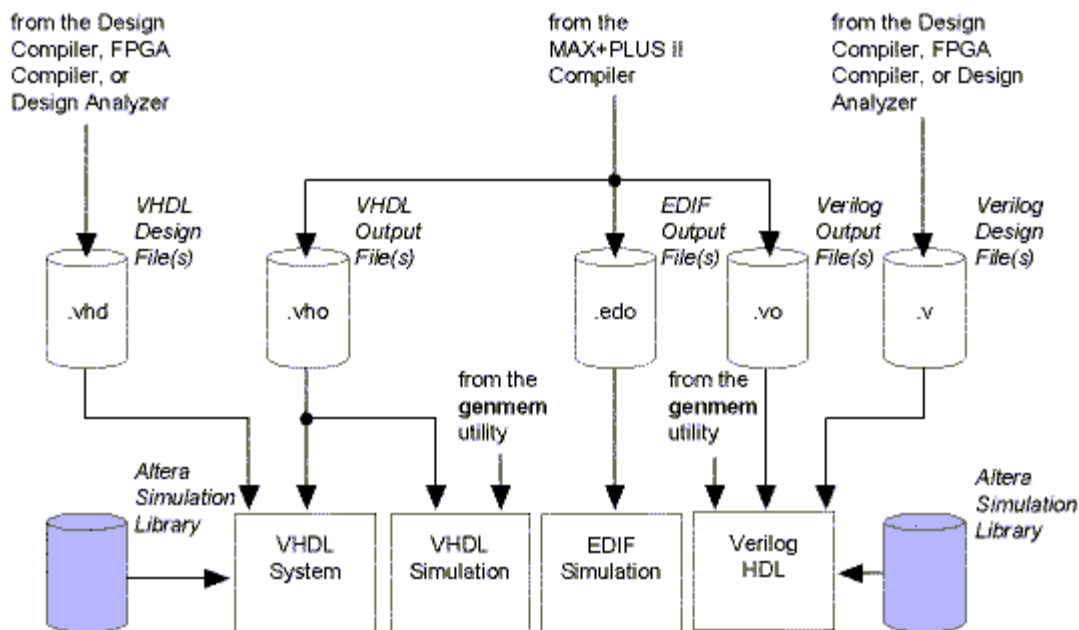 from the Design
Compiler, FPGA
Compiler, or
Design Analyzer
from the
MAX+PLUS II
Compiler
from the Design
Compiler, FPGA
Compiler, or Design
Analyzer
VHDL
Design
File(s)
VHDL
Output
File(s)
EDIF
Output
File(s)
Verilog
Output
File(s)
Verilog
Design
File(s)
.vhd
.vho
.edo
.vo
.v
from the
genmem
utility
from the
genmem
utility
Altera
Simulation
Library
VHDL
System
VHDL
Simulation
EDIF
Simulation
Verilog
HDL
Altera
Simulation
Library